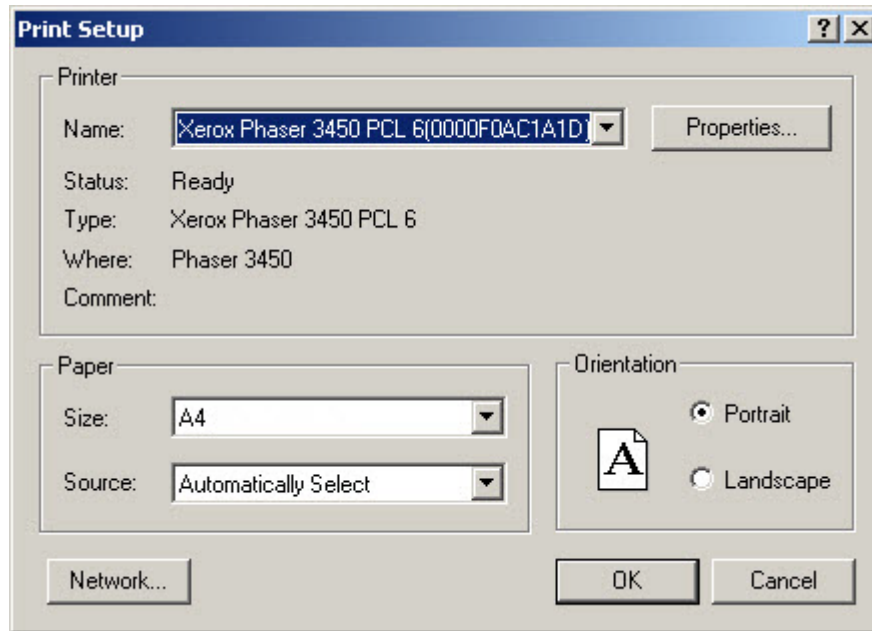 Print Setup
Printer
Name: Xerox Phaser 3450 PCL 6(0000F0AC1A1D) Properties...
Status: Ready
Type: Xerox Phaser 3450 PCL 6
Where: Phaser 3450
Comment:
Paper
Size: A4
Source: Automatically Select
Orientation
A
Portrait
Landscape
Network... OK Cancel